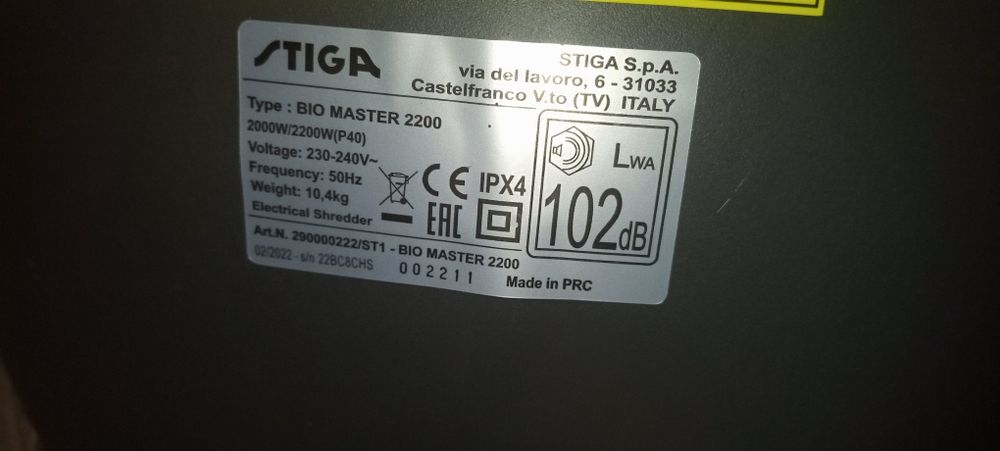 STIGA
STIGA S.p.A.
via del lavoro, 6 - 31033
Castelfranco V.to (TV) ITALY
Type : BIO MASTER 2200
2000W/2200W(P40)
Voltage: 230-240V~
Frequency: 50Hz
Weight: 10,4kg
Electrical Shredder
CE IPX4
EAC
LWA
102dB
Art.N. 290000222/ST1 - BIO MASTER 2200
02/2022 - s/n 22BC8CHS 002211
Made in PRC